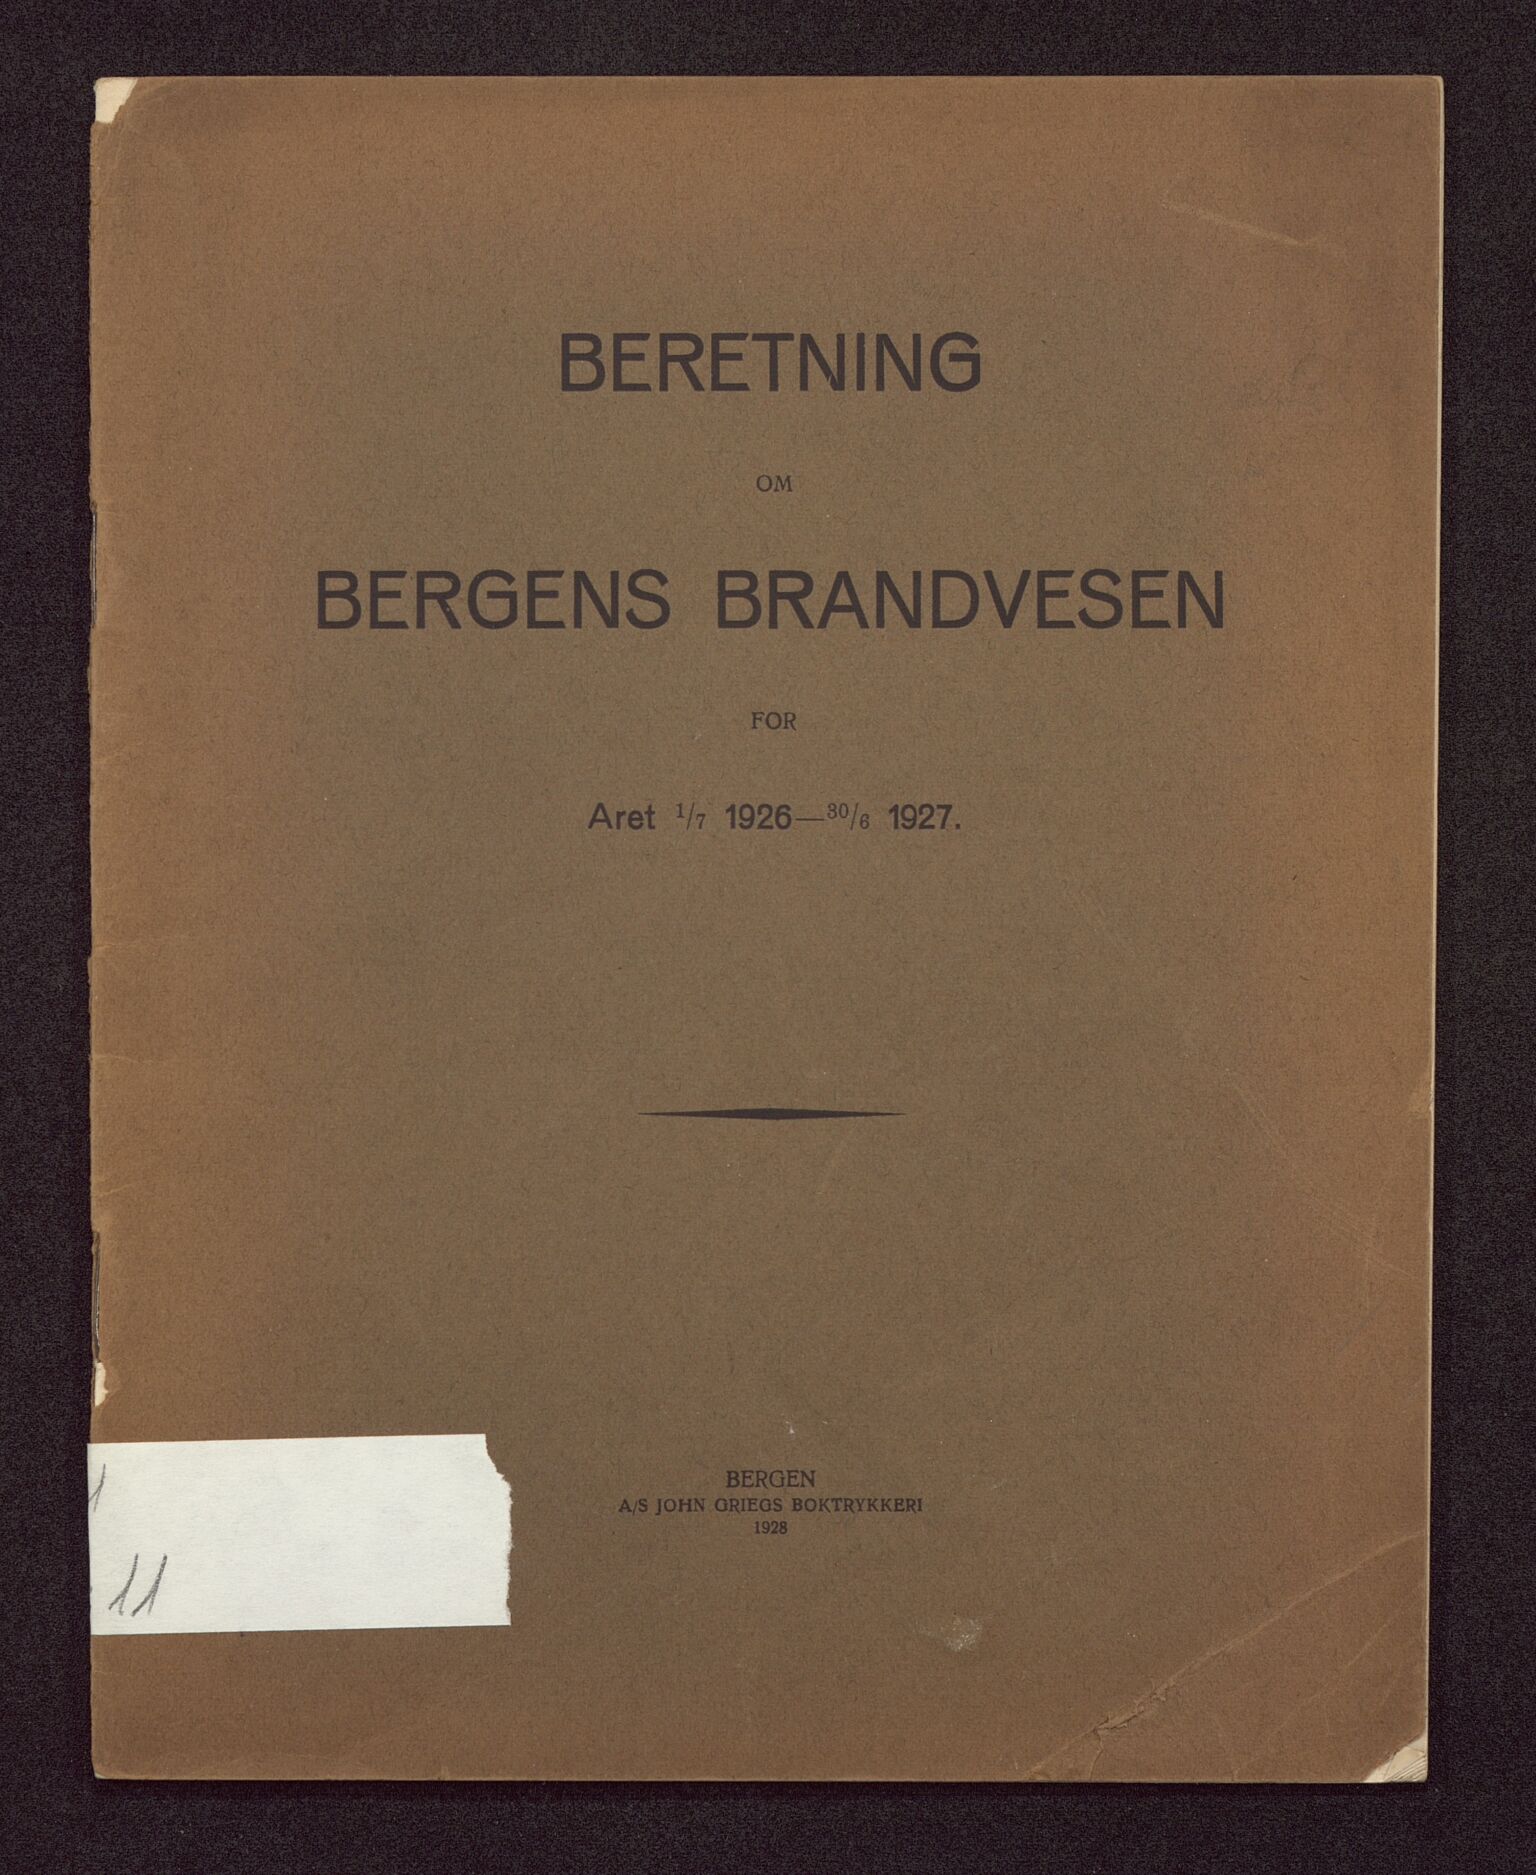 BERETNING
OM
BERGENS BRANDVESEN
FOR
Aret 1/7 1926—30/6 1927.
BERGEN
A/S JOHN GRIEGS BOKTRYKKERI
1928
11